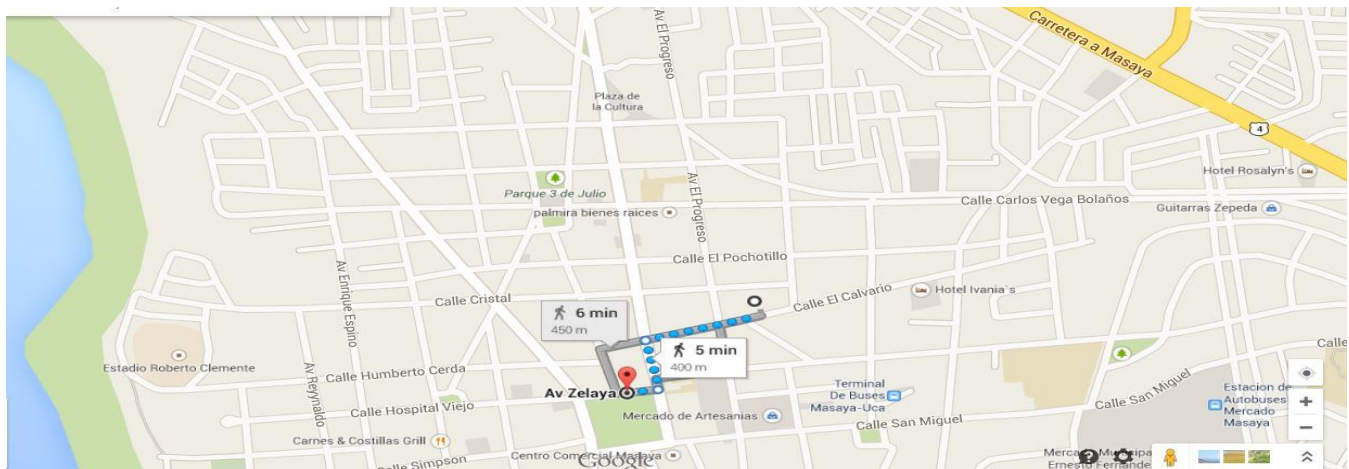 Av El Progreso
Carretera a Masaya
Plaza de
la Cultura
4
Hotel Rosalyn's
Parque 3 de Julio
Av El Progreso
Calle Carlos Vega Bolaños
Guitarras Zepeda
palmira bienes raices
Calle El Pochotillo
Av Enrique Espino
Calle Cristal
Calle El Calvario
Hotel Ivania's
6 min
450 m
5 min
400 m
Estadio Roberto Clemente
Av Reyynaldo
Calle Humberto Cerda
Calle
Av Zelaya
Terminal
De Buses
Masaya-Uca
Calle San Miguel
Estacion de
Autobuses
Mercado
Masaya
Calle Hospital Viejo
Mercado de Artesanias
Calle San Miguel
Carnes & Costillas Grill
Calle Simpson
Centro Comercial Masaya
Google
Ernesto Fernande